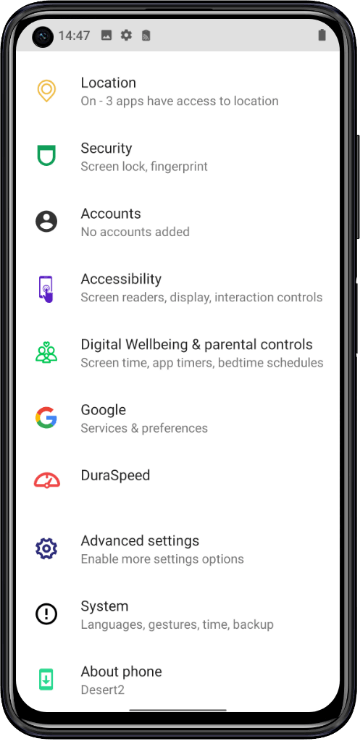 14:47
Location
On - 3 apps have access to location
Security
Screen lock, fingerprint
Accounts
No accounts added
Accessibility
Screen readers, display, interaction controls
Digital Wellbeing & parental controls
Screen time, app timers, bedtime schedules
Google
Services & preferences
DuraSpeed
Advanced settings
Enable more settings options
System
Languages, gestures, time, backup
About phone
Desert2